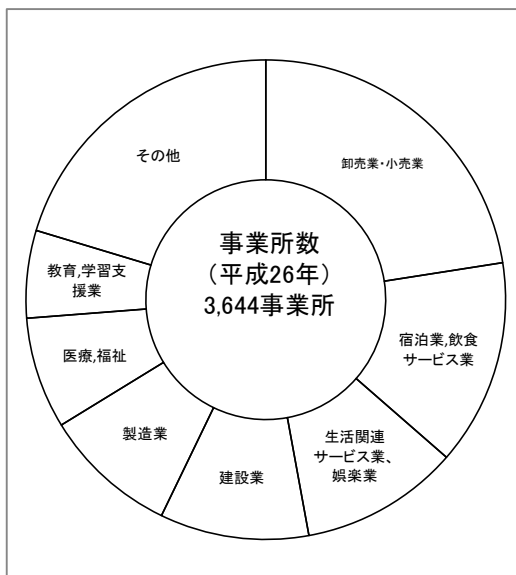 その他
卸売業・小売業
事業所数
（平成26年）
3,644事業所
教育,学習支
援業
宿泊業,飲食
サービス業
医療,福祉
製造業
生活関連
サービス業、
娯楽業
建設業